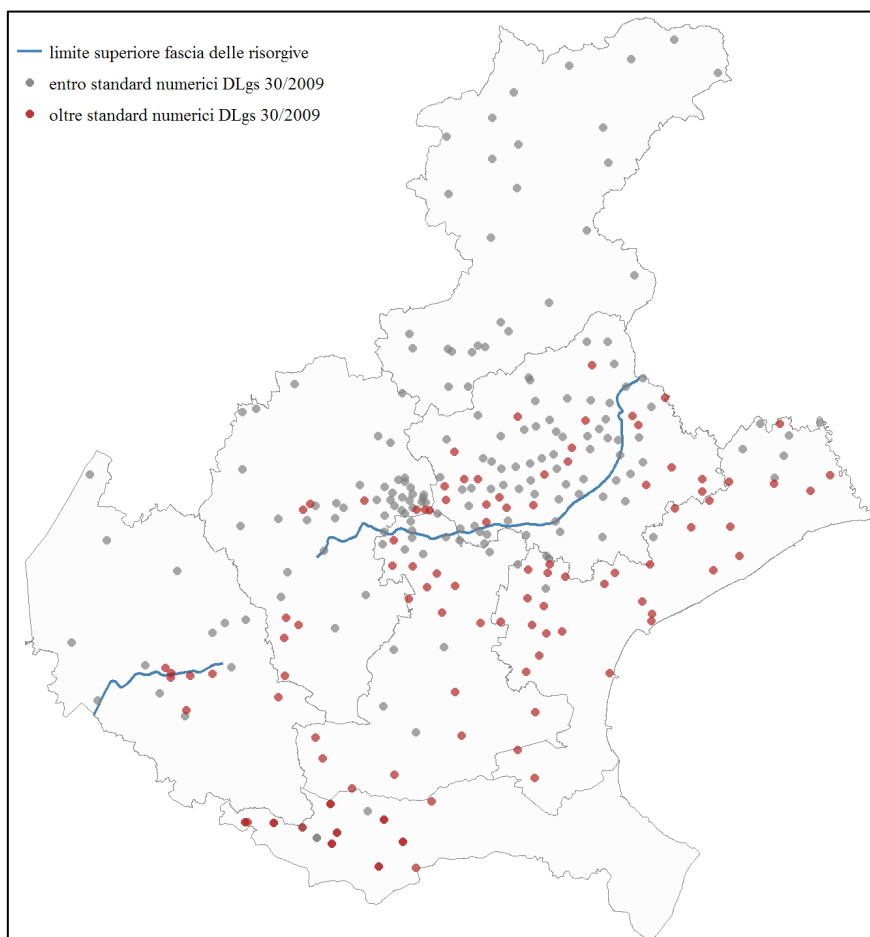 limite superiore fascia delle risorgive
entro standard numerici DLgs 30/2009
oltre standard numerici DLgs 30/2009